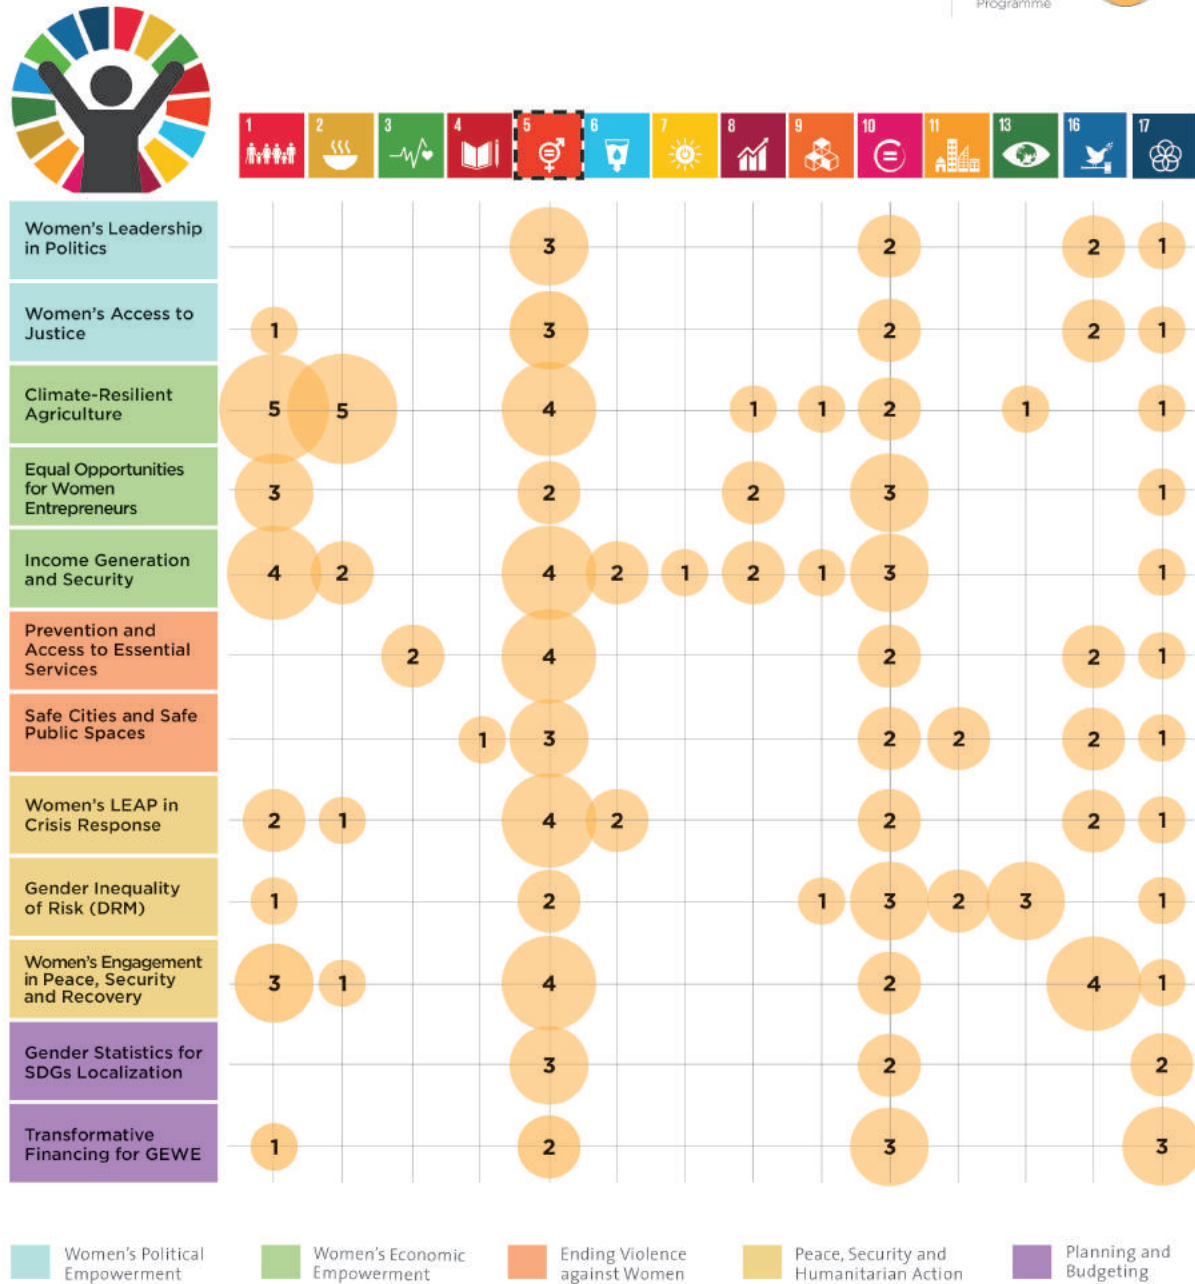 Programme
1 2 3 4 5 6 7 8 9 10 11 13 16 17
Women's Leadership
in Politics
3 2 2 1
Women's Access to
Justice
1 3 2 2 1
Climate-Resilient
Agriculture
5 5 4 1 1 2 1 1
Equal Opportunities
for Women
Entrepreneurs
3 2 2 3 1
Income Generation
and Security
4 2 4 2 1 2 1 3 1
Prevention and
Access to Essential
Services
2 4 2 2 1
Safe Cities and Safe
Public Spaces
1 3 2 2 2 1
Women's LEAP in
Crisis Response
2 1 4 2 2 2 1
Gender Inequality
of Risk (DRM)
1 2 1 3 2 3 1
Women's Engagement
in Peace, Security
and Recovery
3 1 4 2 4 1
Gender Statistics for
SDGs Localization
3 2 2
Transformative
Financing for GEWE
1 2 3 3
Women's Political
Empowerment
Women's Economic
Empowerment
Ending Violence
against Women
Peace, Security and
Humanitarian Action
Planning and
Budgeting